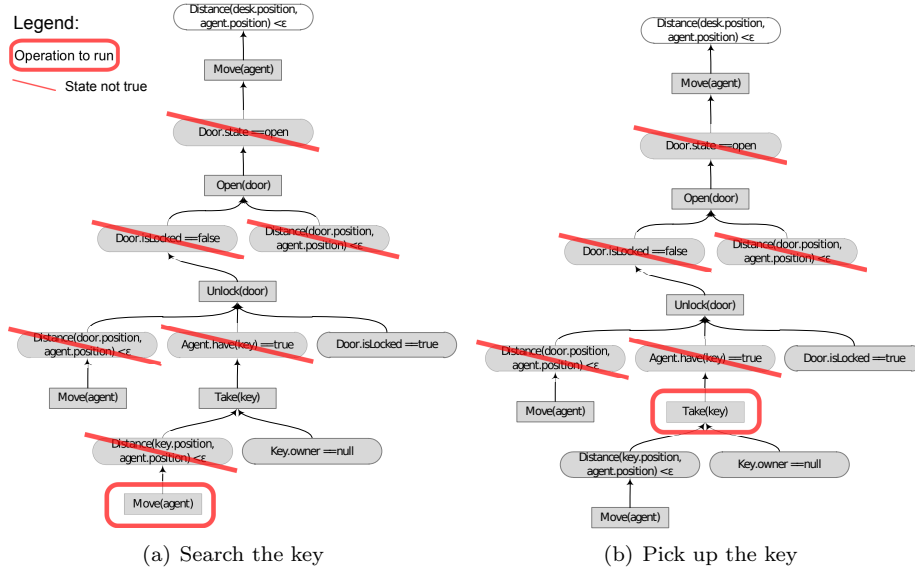 Legend:
Operation to run
State not true
Distance(desk.position,
agent.position) <ε
Move(agent)
Door.state ==open
Open(door)
Door.isLocked ==false
Distance(door.position,
agent.position) <ε
Unlock(door)
Distance(door.position,
agent.position) <ε
Agent.have(key) ==true
Door.isLocked ==true
Move(agent)
Take(key)
Distance(key.position,
agent.position) <ε
Key.owner ==null
Move(agent)
(a) Search the key
Distance(desk.position,
agent.position) <ε
Move(agent)
Door.state ==open
Open(door)
Door.isLocked ==false
Distance(door.position,
agent.position) <ε
Unlock(door)
Distance(door.position,
agent.position) <ε
Agent.have(key) ==true
Door.isLocked ==true
Move(agent)
Take(key)
Distance(key.position,
agent.position) <ε
Key.owner ==null
Move(agent)
(b) Pick up the key